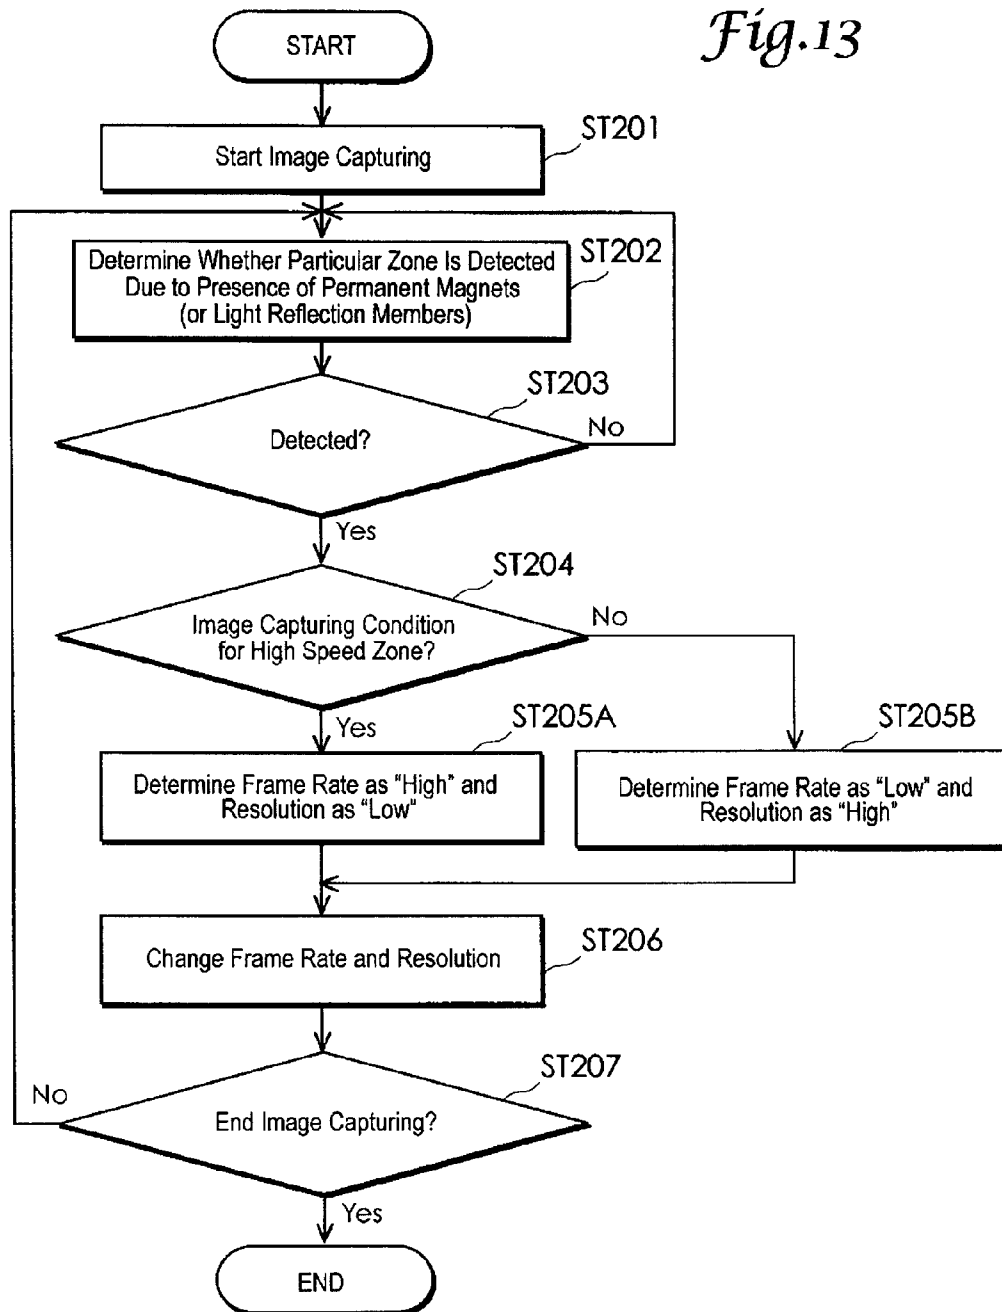 Fig.13
START
ST201
Start Image Capturing
ST202
Determine Whether Particular Zone Is Detected
Due to Presence of Permanent Magnets
(or Light Reflection Members)
ST203
Detected?
No
Yes
ST204
Image Capturing Condition
for High Speed Zone?
No
Yes
ST205A
Determine Frame Rate as "High" and
Resolution as "Low"
ST205B
Determine Frame Rate as "Low" and
Resolution as "High"
ST206
Change Frame Rate and Resolution
ST207
End Image Capturing?
No
Yes
END